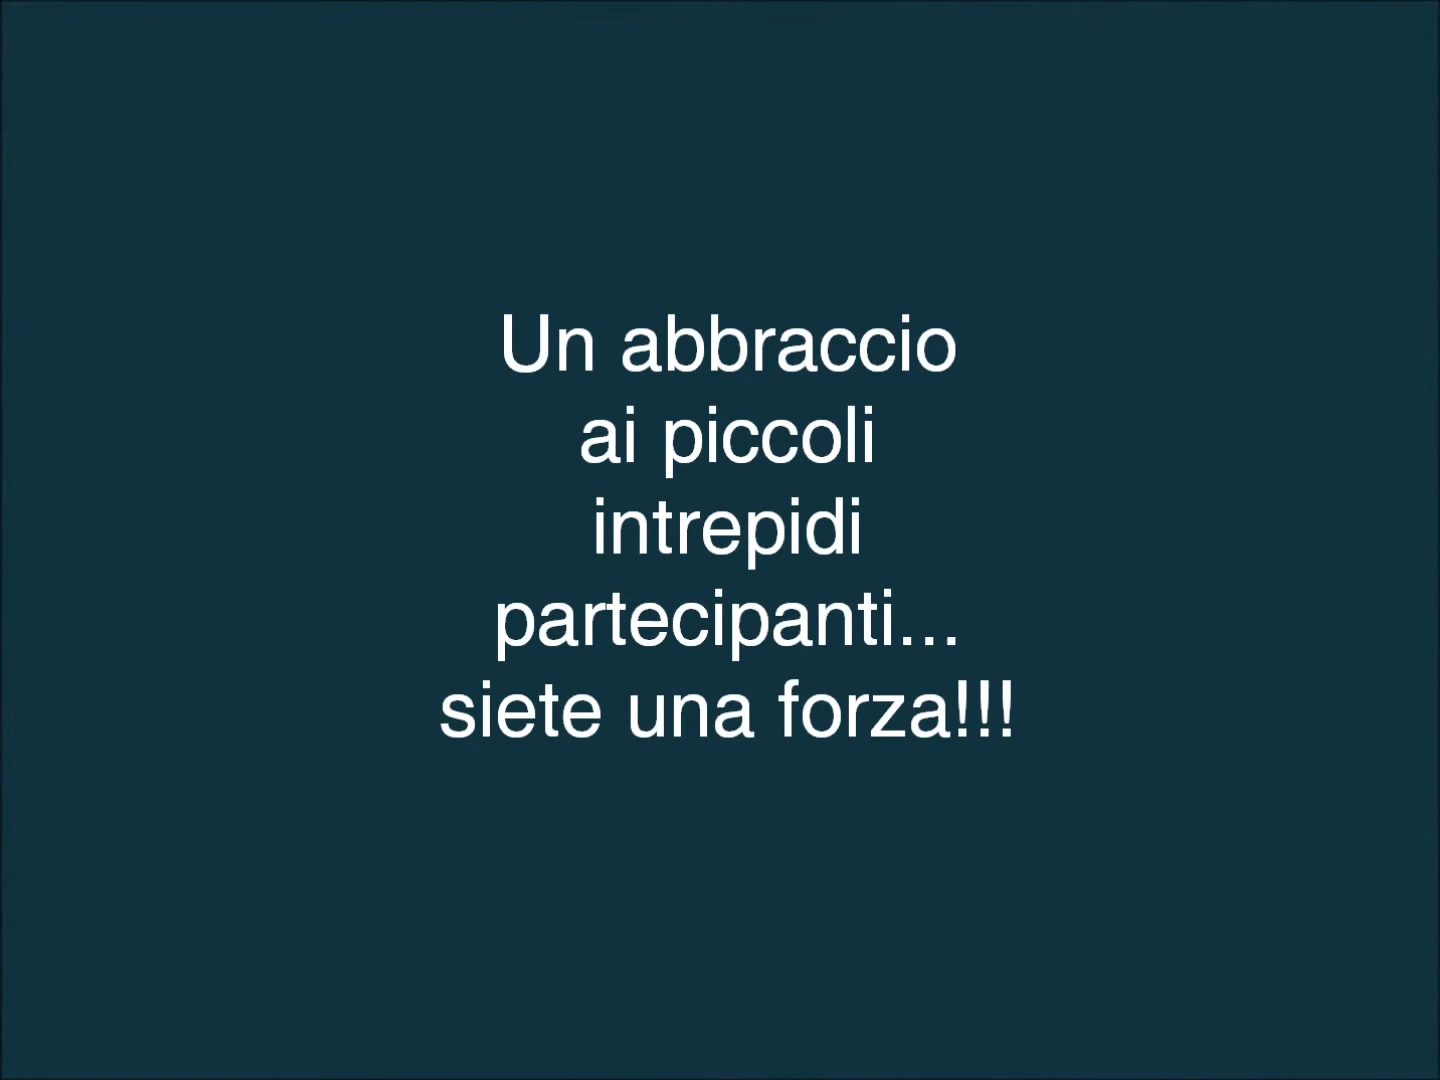 Un abbraccio
ai piccoli
intrepidi
partecipanti...
siete una forza!!!